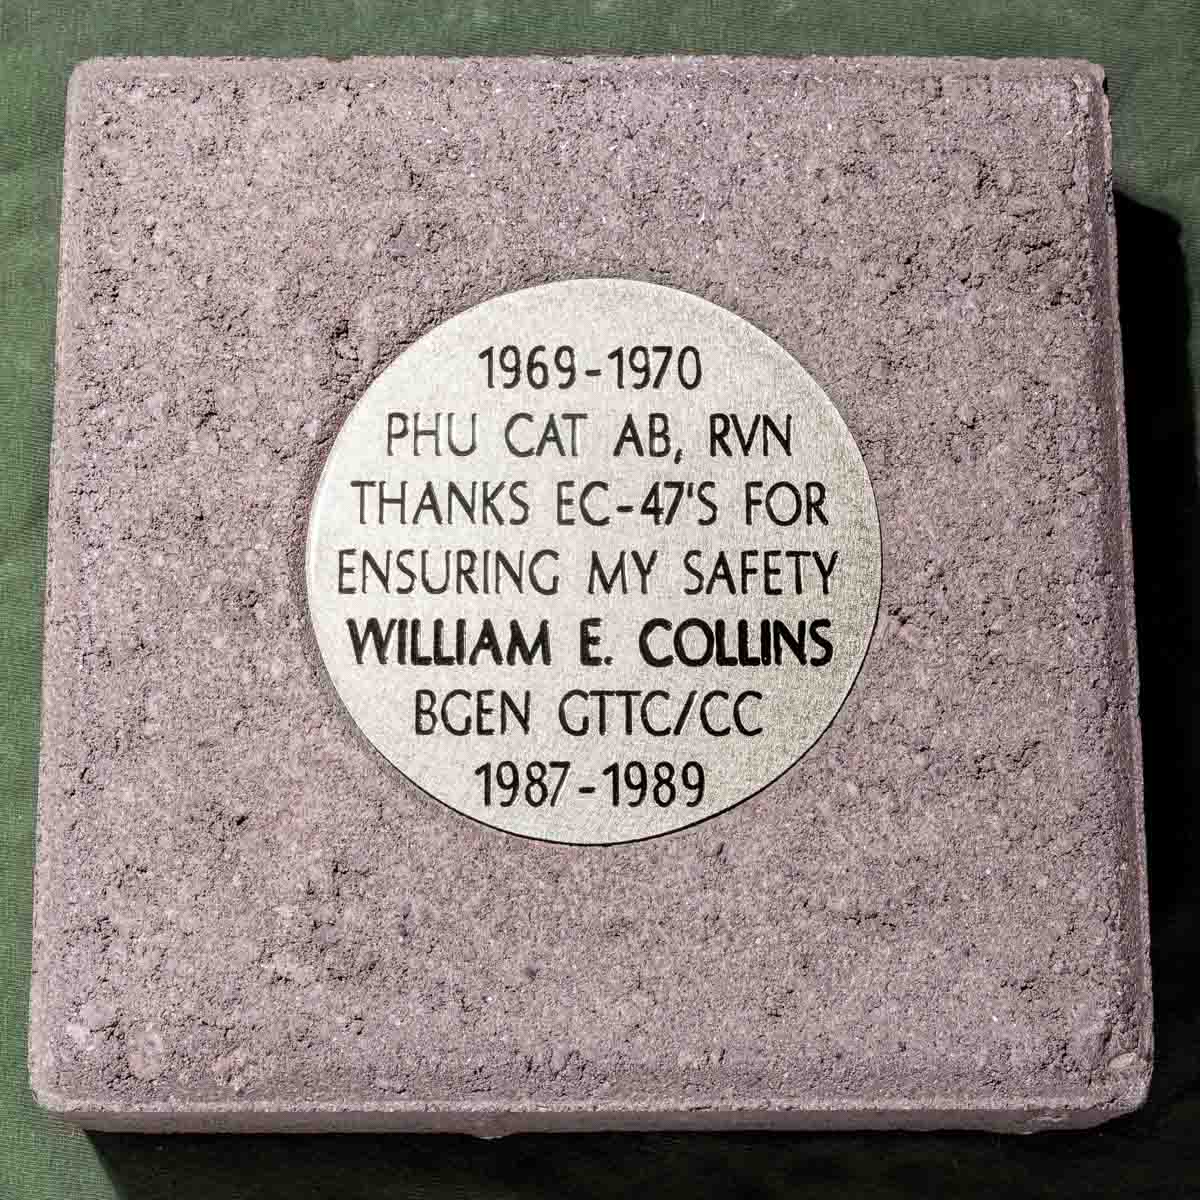 1969-1970
PHU CAT AB, RVN
THANKS EC-47'S FOR
ENSURING MY SAFETY
WILLIAM E. COLLINS
BGEN GTTC/CC
1987-1989